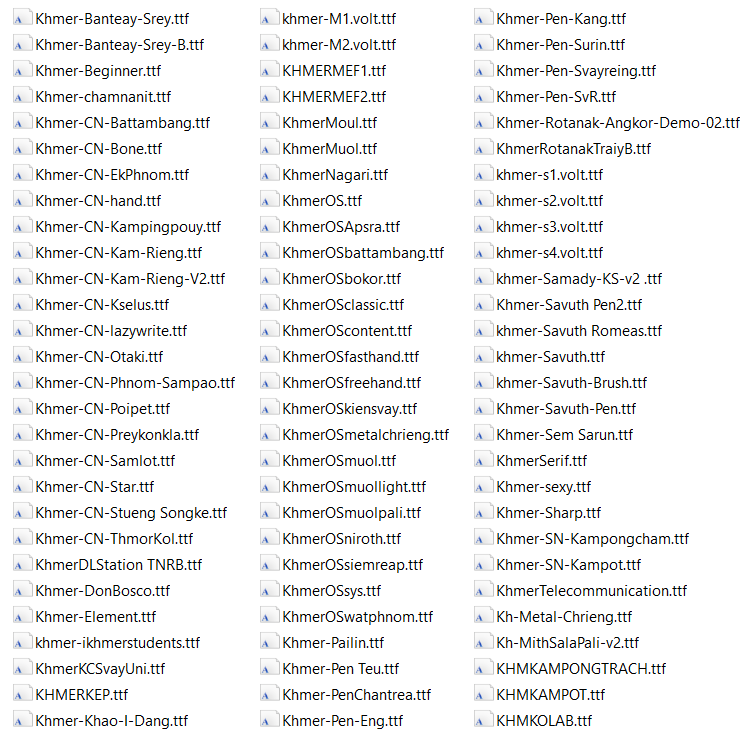 Khmer-Banteay-Srey.ttf
Khmer-Banteay-Srey-B.ttf
Khmer-Beginner.ttf
Khmer-chamnanit.ttf
Khmer-CN-Battambang.ttf
Khmer-CN-Bone.ttf
Khmer-CN-EkPhnom.ttf
Khmer-CN-hand.ttf
Khmer-CN-Kampingpouy.ttf
Khmer-CN-Kam-Rieng.ttf
Khmer-CN-Kam-Rieng-V2.ttf
Khmer-CN-Kselus.ttf
Khmer-CN-lazywrite.ttf
Khmer-CN-Otaki.ttf
Khmer-CN-Phnom-Sampao.ttf
Khmer-CN-Poipet.ttf
Khmer-CN-Preykonkla.ttf
Khmer-CN-Samlot.ttf
Khmer-CN-Star.ttf
Khmer-CN-Stueng Songke.ttf
Khmer-CN-ThmorKol.ttf
KhmerDLStation TNRB.ttf
Khmer-DonBosco.ttf
Khmer-Element.ttf
khmer-ikhmerstudents.ttf
KhmerKCSvayUni.ttf
KHMERKEP.ttf
Khmer-Khao-I-Dang.ttf
khmer-M1.volt.ttf
khmer-M2.volt.ttf
KHMERMEF1.ttf
KHMERMEF2.ttf
KhmerMoul.ttf
KhmerMuol.ttf
KhmerNagari.ttf
KhmerOS.ttf
KhmerOSApsra.ttf
KhmerOSbattambang.ttf
KhmerOSbokor.ttf
KhmerOSclassic.ttf
KhmerOScontent.ttf
KhmerOSfasthand.ttf
KhmerOSfreehand.ttf
KhmerOSkiensvay.ttf
KhmerOSmetalchrieng.ttf
KhmerOSmuol.ttf
KhmerOSmuollight.ttf
KhmerOSmuolpali.ttf
KhmerOSniroth.ttf
KhmerOSsiemreap.ttf
KhmerOSsys.ttf
KhmerOSwatphnom.ttf
Khmer-Pailin.ttf
Khmer-Pen Teu.ttf
Khmer-PenChantrea.ttf
Khmer-Pen-Eng.ttf
Khmer-Pen-Kang.ttf
Khmer-Pen-Surin.ttf
Khmer-Pen-Svayreing.ttf
Khmer-Pen-SvR.ttf
Khmer-Rotanak-Angkor-Demo-02.ttf
KhmerRotanakTraiyB.ttf
khmer-s1.volt.ttf
khmer-s2.volt.ttf
khmer-s3.volt.ttf
khmer-s4.volt.ttf
khmer-Samady-KS-v2 .ttf
Khmer-Savuth Pen2.ttf
khmer-Savuth Romeas.ttf
khmer-Savuth.ttf
khmer-Savuth-Brush.ttf
Khmer-Savuth-Pen.ttf
Khmer-Sem Sarun.ttf
KhmerSerif.ttf
Khmer-sexy.ttf
Khmer-Sharp.ttf
Khmer-SN-Kampongcham.ttf
Khmer-SN-Kampot.ttf
KhmerTelecommunication.ttf
Kh-Metal-Chrieng.ttf
Kh-MithSalaPali-v2.ttf
KHMKAMPONGTRACH.ttf
KHMKAMPOT.ttf
KHMKOLAB.ttf